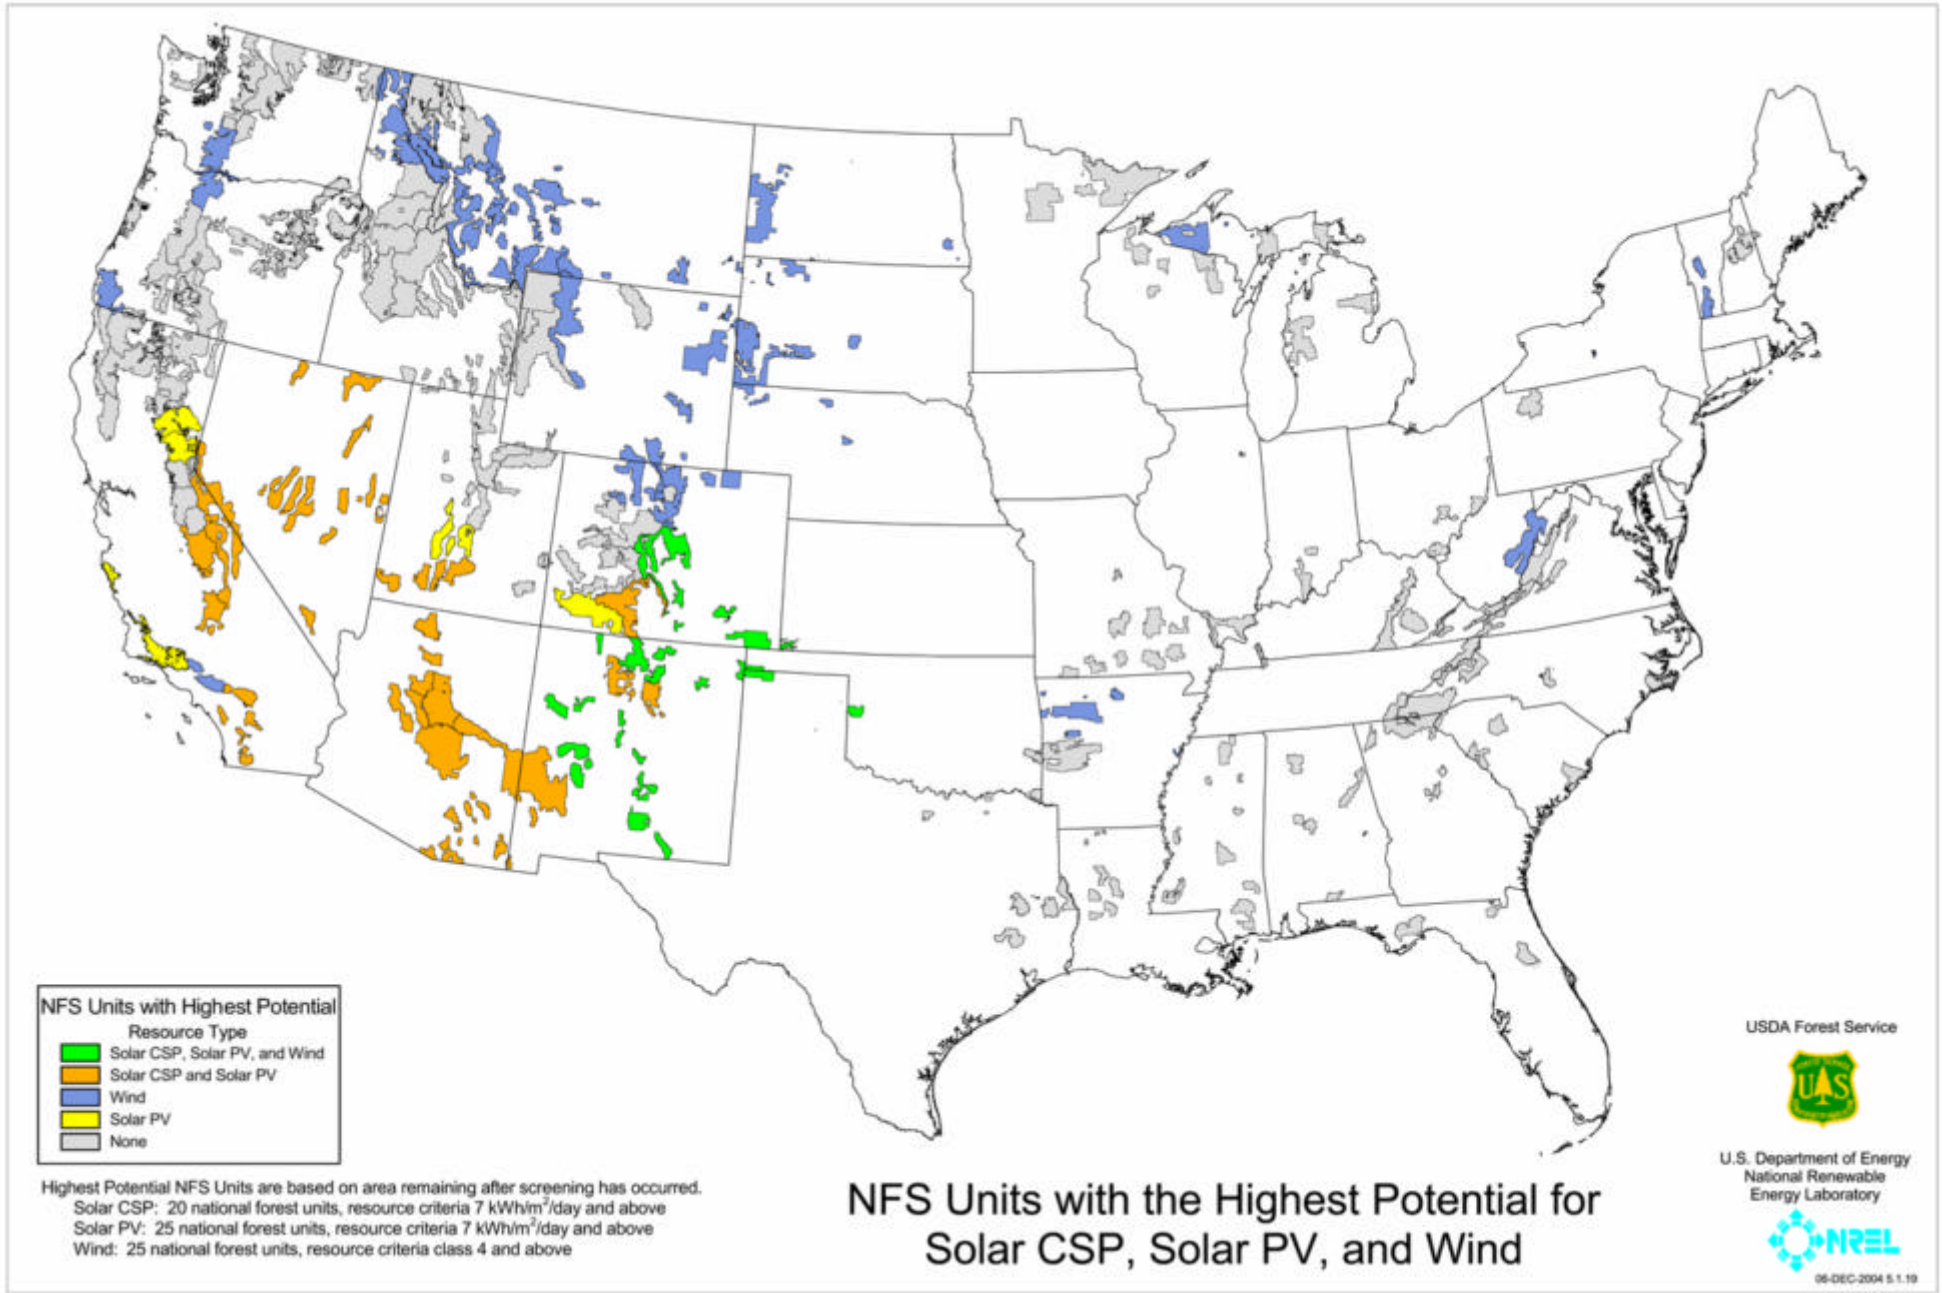 NFS Units with Highest Potential
Resource Type
Solar CSP, Solar PV, and Wind
Solar CSP and Solar PV
Wind
Solar PV
None
Highest Potential NFS Units are based on area remaining after screening has occurred.
Solar CSP: 20 national forest units, resource criteria 7 kWh/m²/day and above
Solar PV: 25 national forest units, resource criteria 7 kWh/m²/day and above
Wind: 25 national forest units, resource criteria class 4 and above
NFS Units with the Highest Potential for
Solar CSP, Solar PV, and Wind
USDA Forest Service
U S
U.S. Department of Energy
National Renewable
Energy Laboratory
NREL
06-DEC-2004 5.1.19